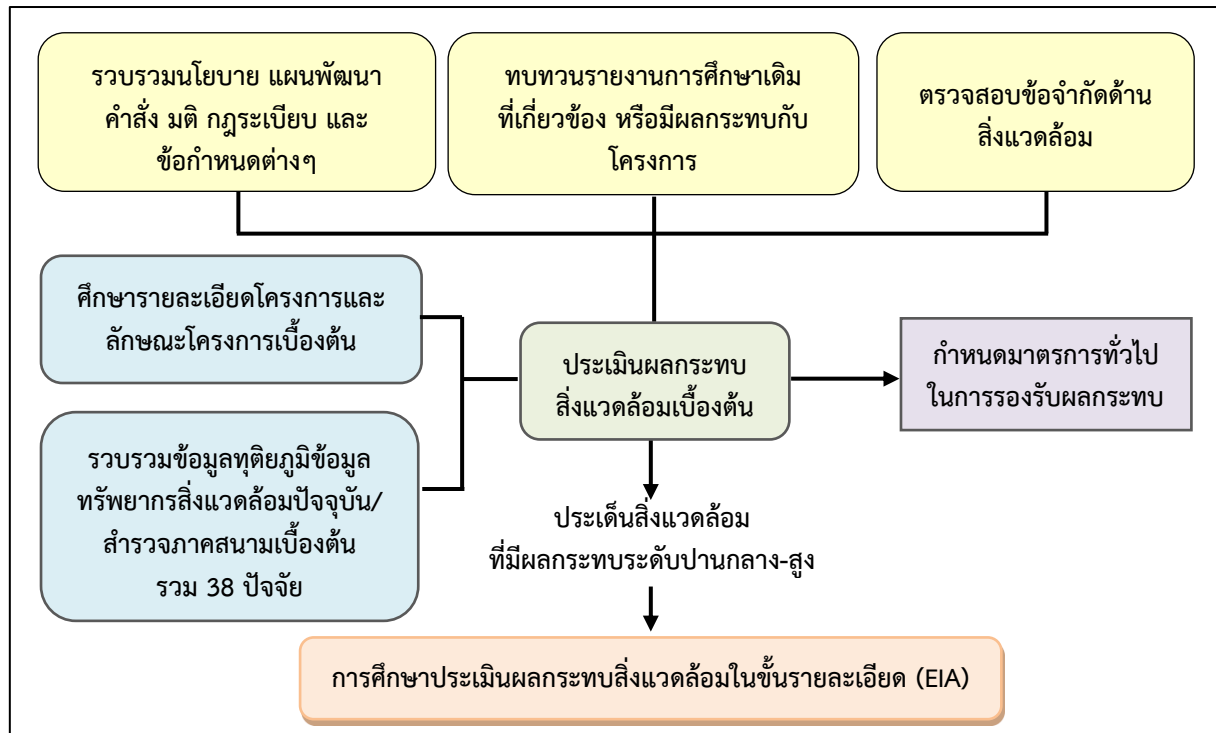 รวบรวมนโยบาย แผนพัฒนา
คำสั่ง มติ กฎระเบียบ และ
ข้อกำหนดต่างๆ
ทบทวนรายงานการศึกษาเดิม
ที่เกี่ยวข้อง หรือมีผลกระทบกับ
โครงการ
ตรวจสอบข้อจำกัดด้าน
สิ่งแวดล้อม
ศึกษารายละเอียดโครงการและ
ลักษณะโครงการเบื้องต้น
ประเมินผลกระทบ
สิ่งแวดล้อมเบื้องต้น
กำหนดมาตรการทั่วไป
ในการรองรับผลกระทบ
รวบรวมข้อมูลทุติยภูมิข้อมูล
ทรัพยากรสิ่งแวดล้อมปัจจุบัน/
สำรวจภาคสนามเบื้องต้น
รวม 38 ปัจจัย
ประเด็นสิ่งแวดล้อม
ที่มีผลกระทบระดับปานกลาง-สูง
การศึกษาประเมินผลกระทบสิ่งแวดล้อมในขั้นรายละเอียด (EIA)